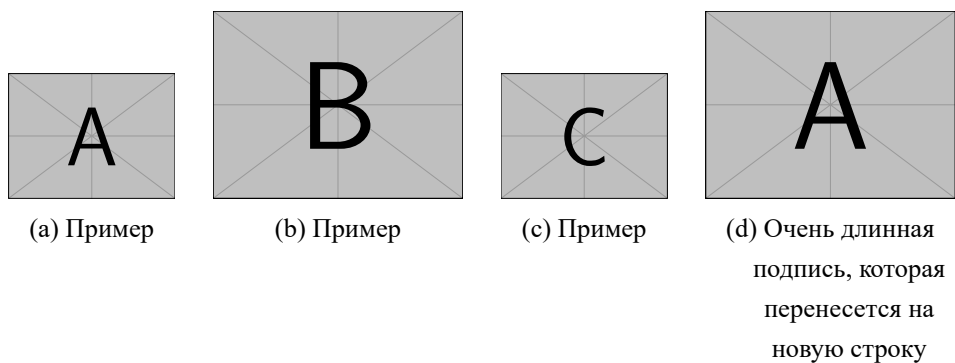 A
B
C
A
(a) Пример
(b) Пример
(c) Пример
(d) Очень длинная
подпись, которая
перенесется на
новую строку